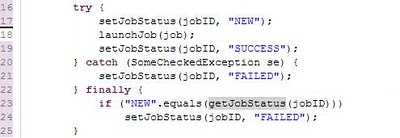 16 try {
17 setJobStatus(jobID, "NEW");
18 launchJob(job);
19 setJobStatus(jobID, "SUCCESS");
20 } catch (SomeCheckedException se) {
21 setJobStatus(jobID, "FAILED");
22 } finally {
23 if ("NEW".equals(getJobStatus(jobID)))
24 setJobStatus(jobID, "FAILED");
25 }